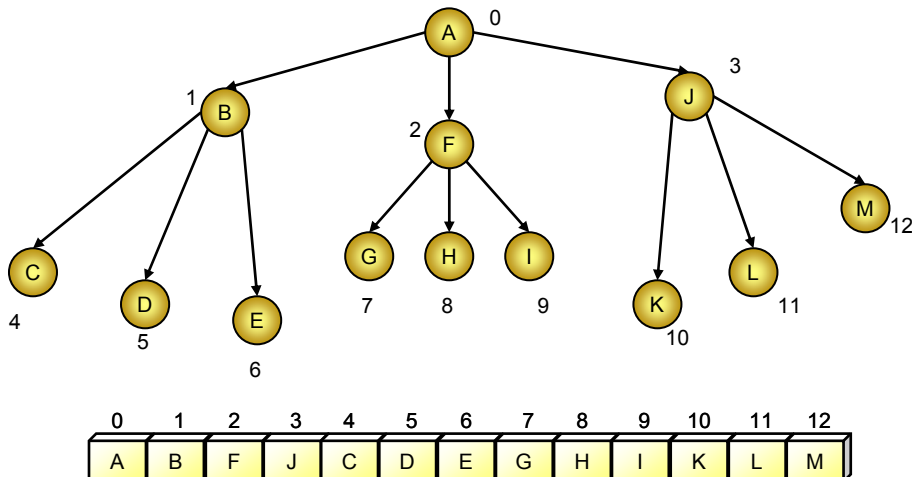 A 0
1 B
2 F
J 3
C 4
D 5
E 6
G 7
H 8
I 9
K 10
L 11
M 12
0 1 2 3 4 5 6 7 8 9 10 11 12
A B F J C D E G H I K L M